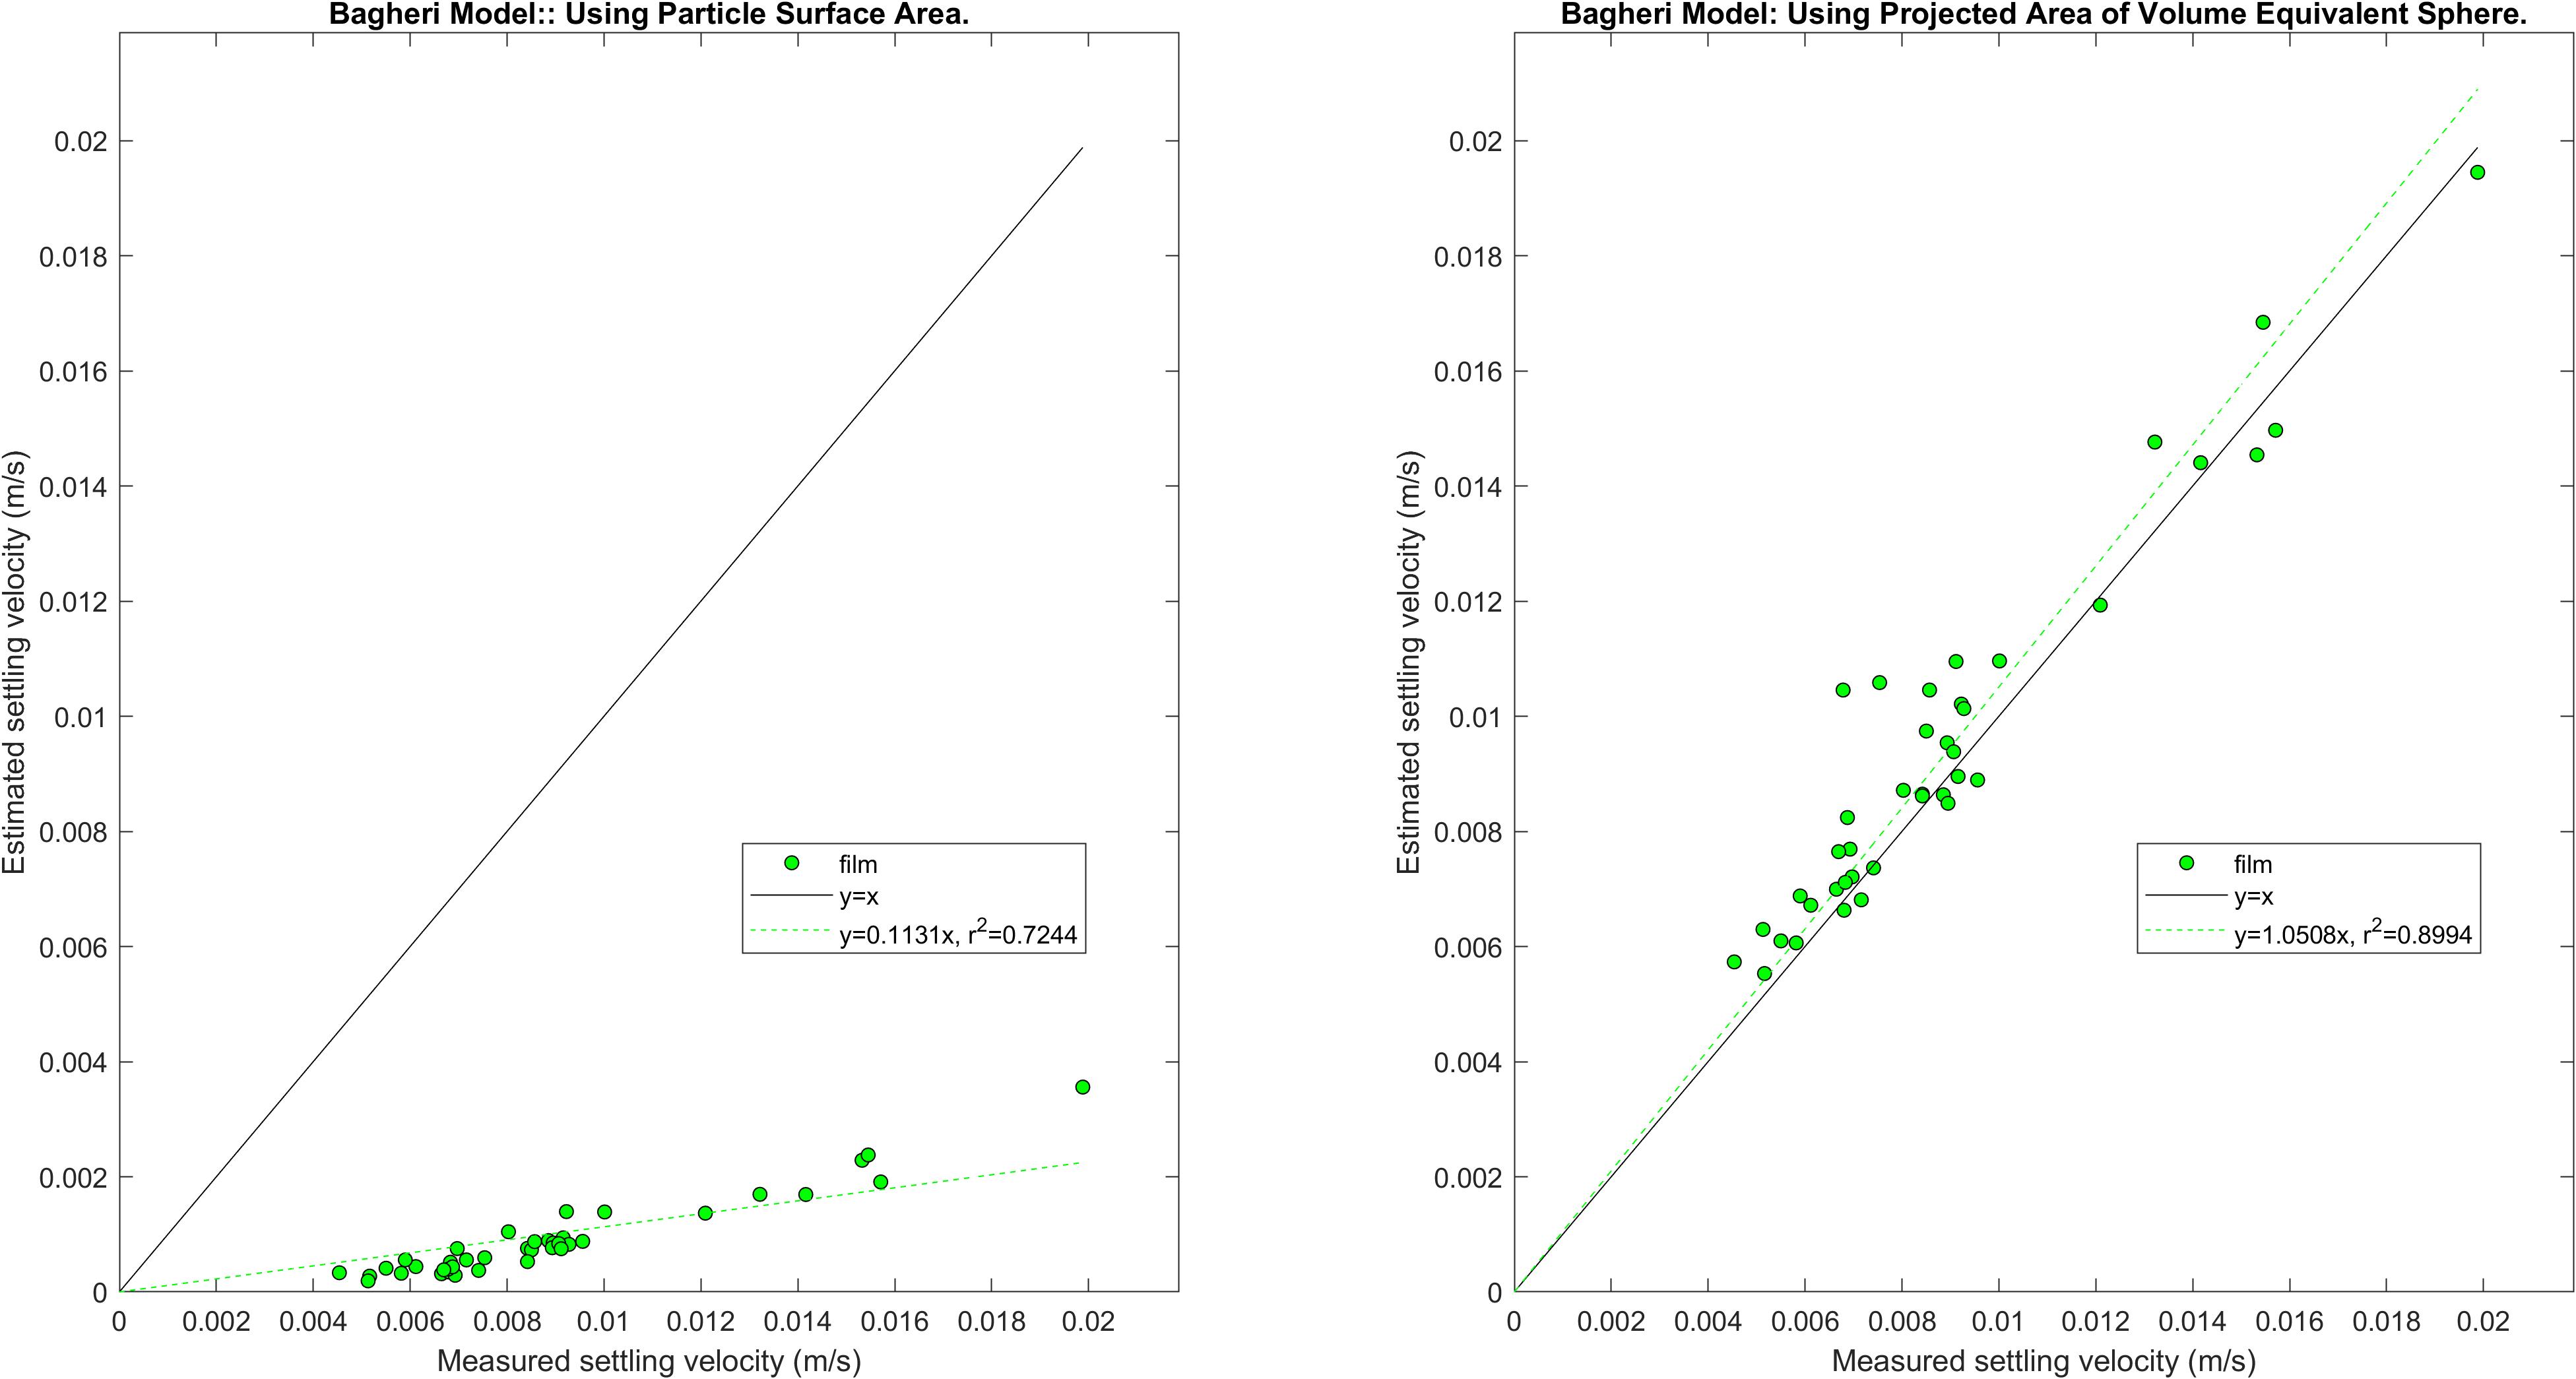 Bagheri Model:: Using Particle Surface Area.
Estimated settling velocity (m/s)
0.02
0.018
0.016
0.014
0.012
0.01
0.008
0.006
0.004
0.002
0
film
y=x
y=0.1131x, r²=0.7244
0 0.002 0.004 0.006 0.008 0.01 0.012 0.014 0.016 0.018 0.02
Measured settling velocity (m/s)
Bagheri Model: Using Projected Area of Volume Equivalent Sphere.
Estimated settling velocity (m/s)
0.02
0.018
0.016
0.014
0.012
0.01
0.008
0.006
0.004
0.002
0
film
y=x
y=1.0508x, r²=0.8994
0 0.002 0.004 0.006 0.008 0.01 0.012 0.014 0.016 0.018 0.02
Measured settling velocity (m/s)